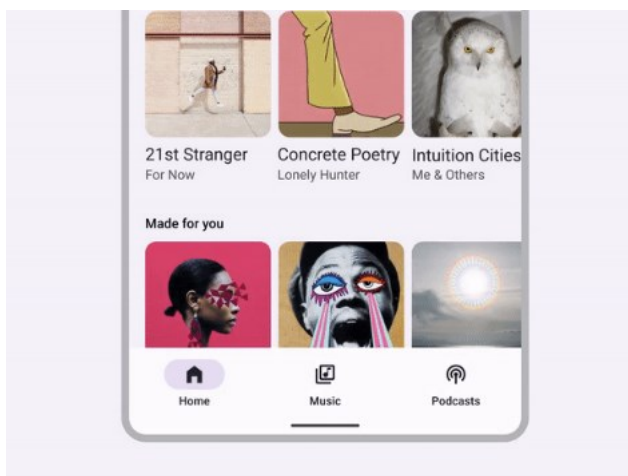 21st Stranger
Concrete Poetry
Intuition Cities
For Now
Lonely Hunter
Me & Others
Made for you
Home
Music
Podcasts